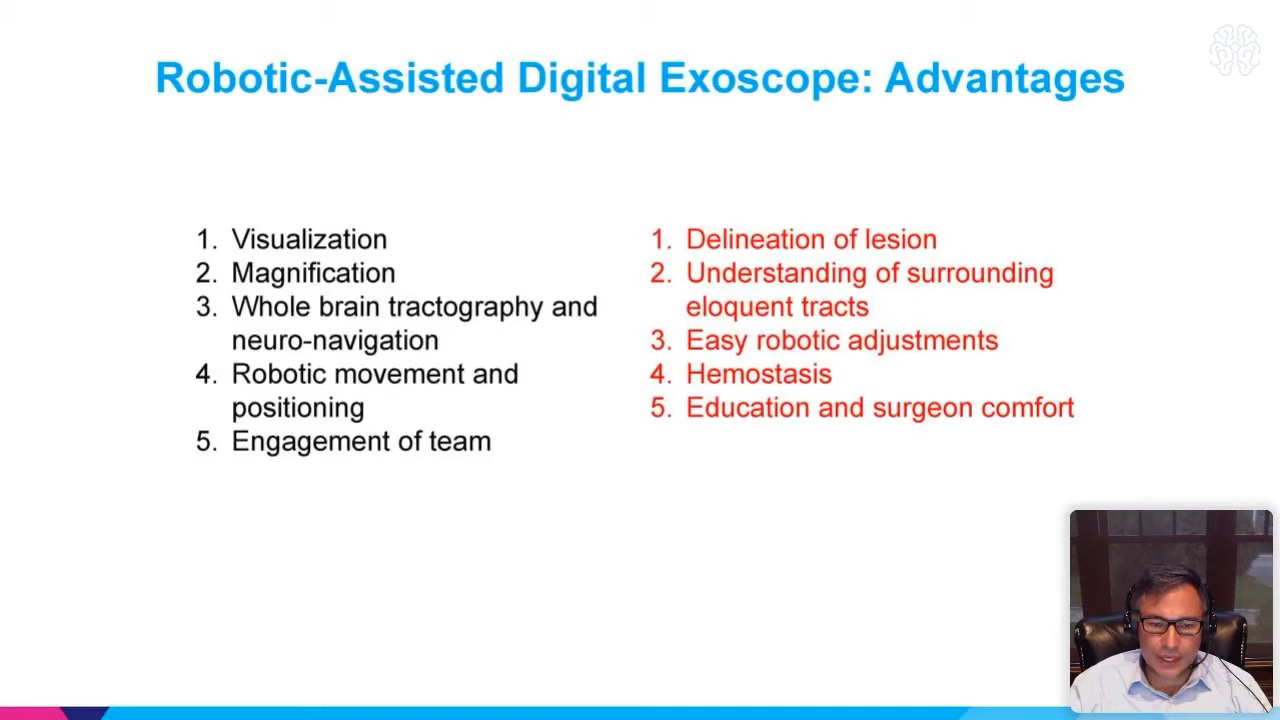 Robotic-Assisted Digital Exoscope: Advantages
1. Visualization
2. Magnification
3. Whole brain tractography and
neuro-navigation
4. Robotic movement and
positioning
5. Engagement of team
1. Delineation of lesion
2. Understanding of surrounding
eloquent tracts
3. Easy robotic adjustments
4. Hemostasis
5. Education and surgeon comfort